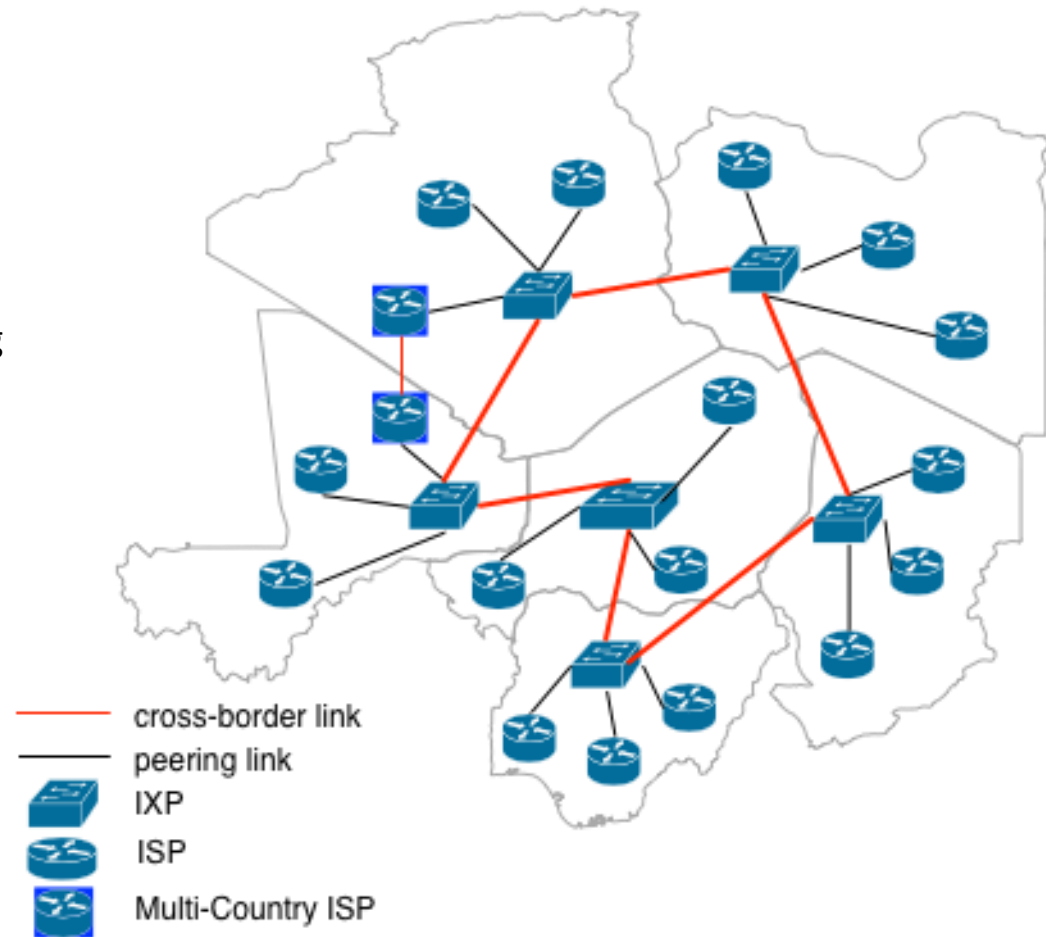 g
cross-border link
peering link
IXP
ISP
Multi-Country ISP